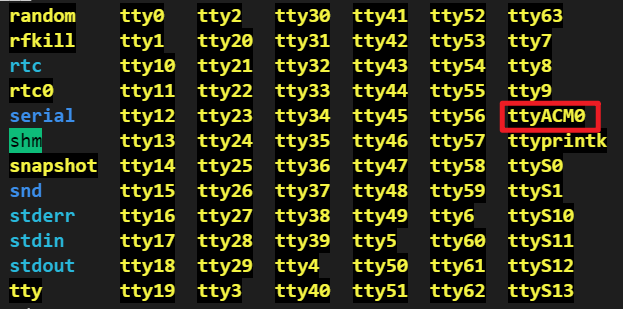 random tty0 tty2 tty30 tty41 tty52 tty63
rfkill tty1 tty20 tty31 tty42 tty53 tty7
rtc tty10 tty21 tty32 tty43 tty54 tty8
rtc0 tty11 tty22 tty33 tty44 tty55 tty9
serial tty12 tty23 tty34 tty45 tty56 ttyACM0
shm tty13 tty24 tty35 tty46 tty57 ttyprintk
snapshot tty14 tty25 tty36 tty47 tty58 ttyS0
snd tty15 tty26 tty37 tty48 tty59 ttyS1
stderr tty16 tty27 tty38 tty49 tty6 ttyS10
stdin tty17 tty28 tty39 tty5 tty60 ttyS11
stdout tty18 tty29 tty4 tty50 tty61 ttyS12
tty tty19 tty3 tty40 tty51 tty62 ttyS13